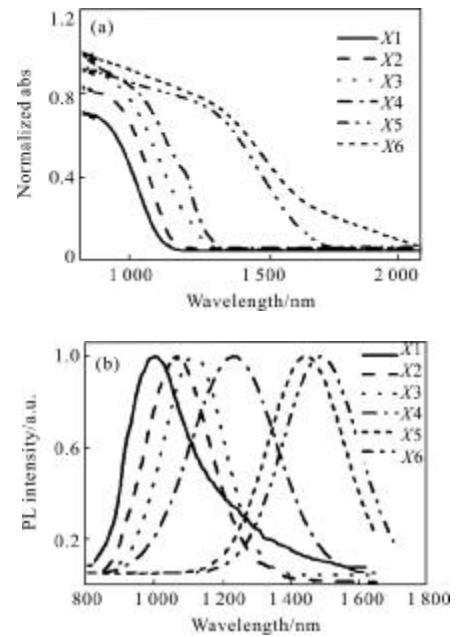 (a)
1.2
0.8
0.4
0
Normalized abs
X1
X2
X3
X4
X5
X6
1 000
1 500
2 000
Wavelength/nm
(b)
1.0
0.6
0.2
PL intensity/a.u.
X1
X2
X3
X4
X5
X6
800
1 000
1 200
1 400
1 600
1 800
Wavelength/nm